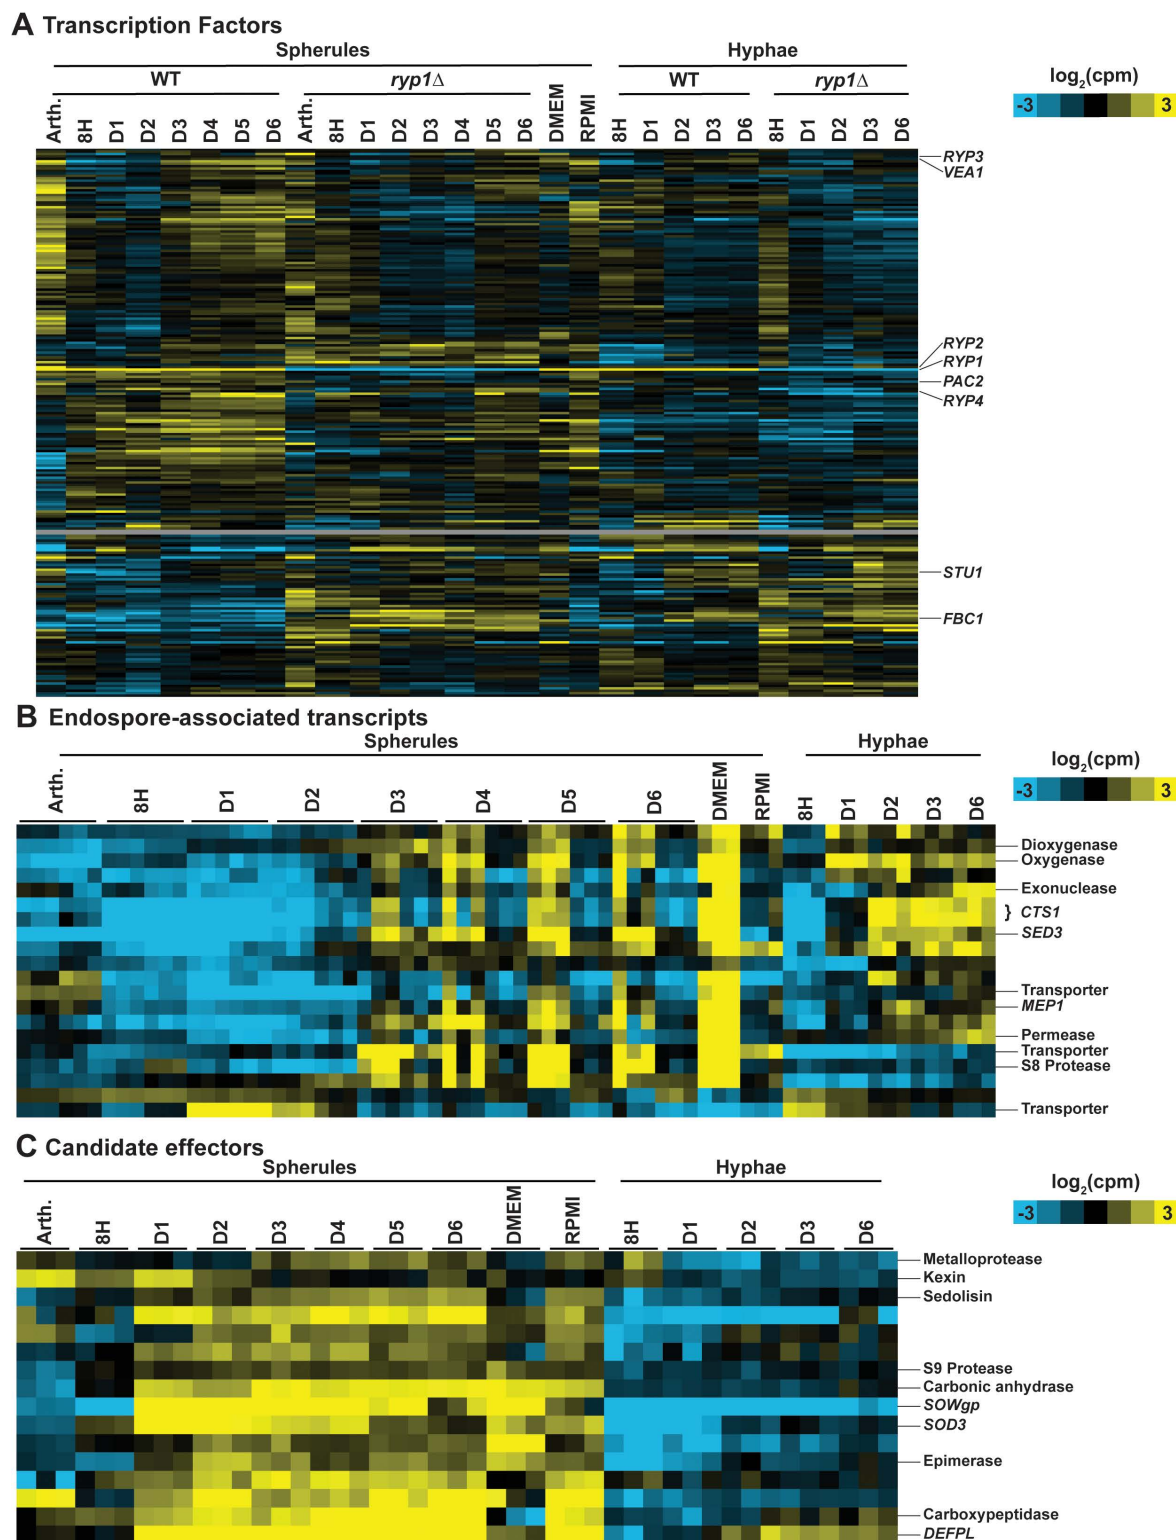 A Transcription Factors
Spherules Hyphae
WT ryp1Δ WT ryp1Δ
log2(cpm)
-3 3
Arth. 8H D1 D2 D3 D4 D5 D6 Arth. 8H D1 D2 D3 D4 D5 D6 DMEM RPMI 8H D1 D2 D3 D6 8H D1 D2 D3 D6
RYP3
VEA1
RYP2
RYP1
PAC2
RYP4
STU1
FBC1
B Endospore-associated transcripts
Spherules Hyphae
log2(cpm)
-3 3
Arth. 8H D1 D2 D3 D4 D5 D6 DMEM RPMI 8H D1 D2 D3 D6
Dioxygenase
Oxygenase
Exonuclease
} CTS1
SED3
Transporter
MEP1
Permease
Transporter
S8 Protease
Transporter
C Candidate effectors
Spherules Hyphae
log2(cpm)
-3 3
Arth. 8H D1 D2 D3 D4 D5 D6 DMEM RPMI 8H D1 D2 D3 D6
Metalloprotease
Kexin
Sedolisin
S9 Protease
Carbonic anhydrase
SOWgp
SOD3
Epimerase
Carboxypeptidase
DEFPL